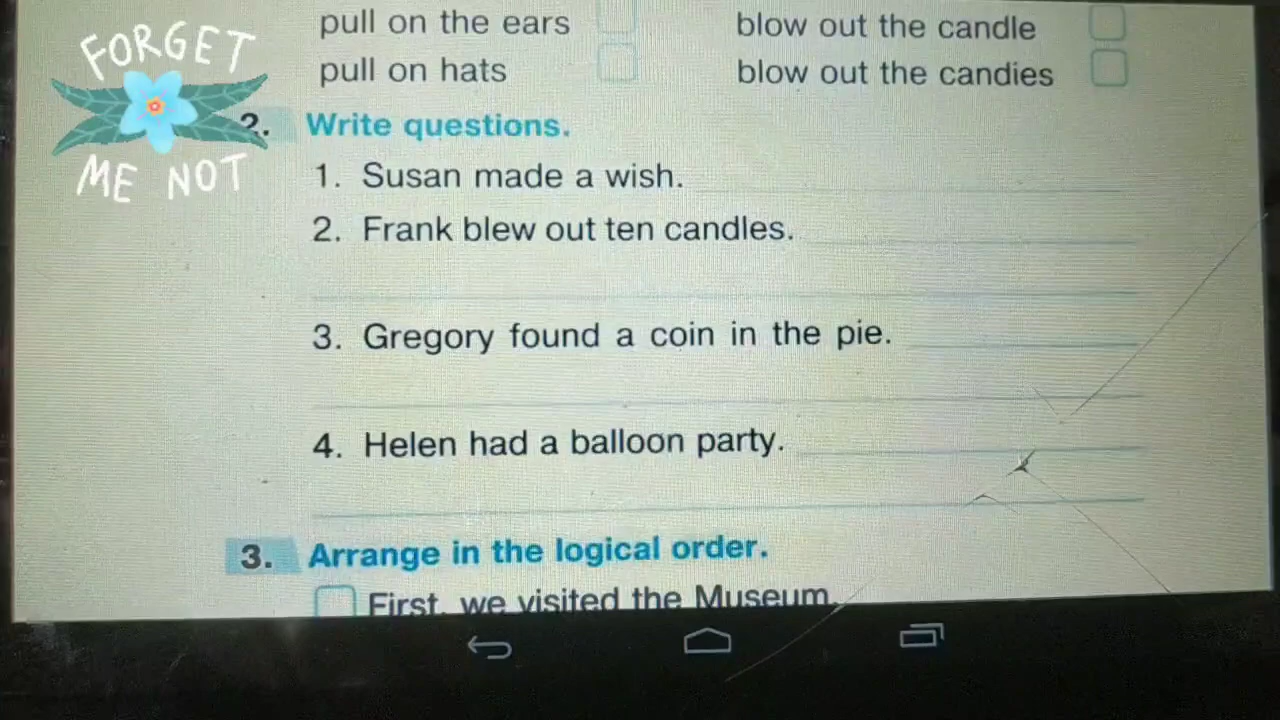 FORGET
ME NOT
pull on the ears
blow out the candle
pull on hats
blow out the candies
2. Write questions.
1. Susan made a wish.
2. Frank blew out ten candles.
3. Gregory found a coin in the pie.
4. Helen had a balloon party.
3. Arrange in the logical order.
First, we visited the Museum.